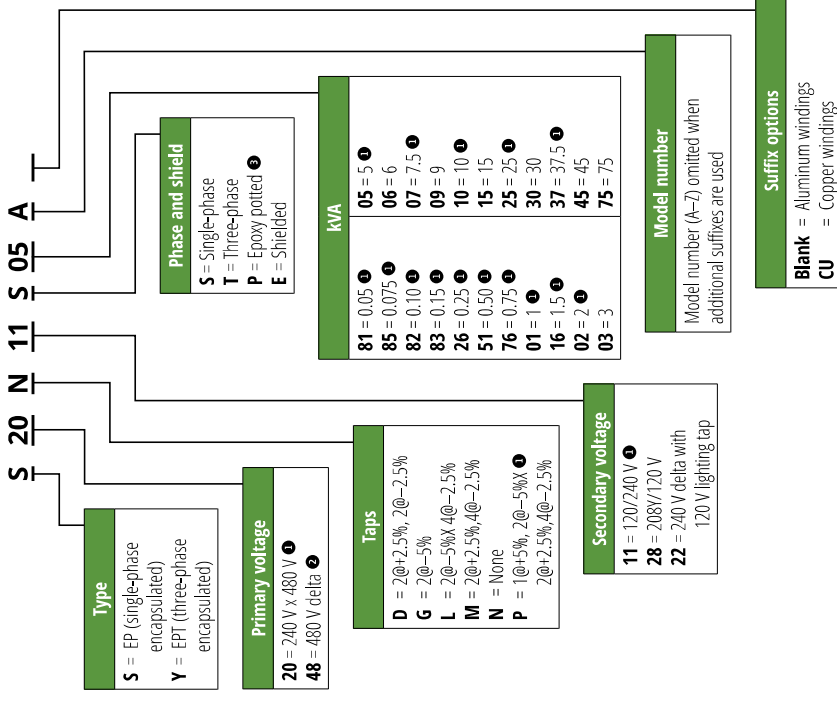 S 20 N 11 S 05 A
Type
S = EP (single-phase
encapsulated)
Y = EPT (three-phase
encapsulated)
Primary voltage
20 = 240 V x 480 V ❶
48 = 480 V delta ❷
Taps
D = 2@+2.5%, 2@–2.5%
G = 2@–5%
L = 2@–5%X 4@–2.5%
M = 2@+2.5%,4@–2.5%
N = None
P = 1@+5%, 2@–5%X ❶
2@+2.5%,4@–2.5%
Secondary voltage
11 = 120/240 V ❶
28 = 208Y/120 V
22 = 240 V delta with
120 V lighting tap
Phase and shield
S = Single-phase
T = Three-phase
P = Epoxy potted ❸
E = Shielded
kVA
81 = 0.05 ❶
85 = 0.075 ❶
82 = 0.10 ❶
83 = 0.15 ❶
26 = 0.25 ❶
51 = 0.50 ❶
76 = 0.75 ❶
01 = 1 ❶
16 = 1.5 ❶
02 = 2 ❶
03 = 3
05 = 5 ❶
06 = 6
07 = 7.5 ❶
09 = 9
10 = 10 ❶
15 = 15
25 = 25 ❶
30 = 30
37 = 37.5 ❶
45 = 45
75 = 75
Model number
Model number (A–Z) omitted when
additional suffixes are used
Suffix options
Blank = Aluminum windings
CU = Copper windings